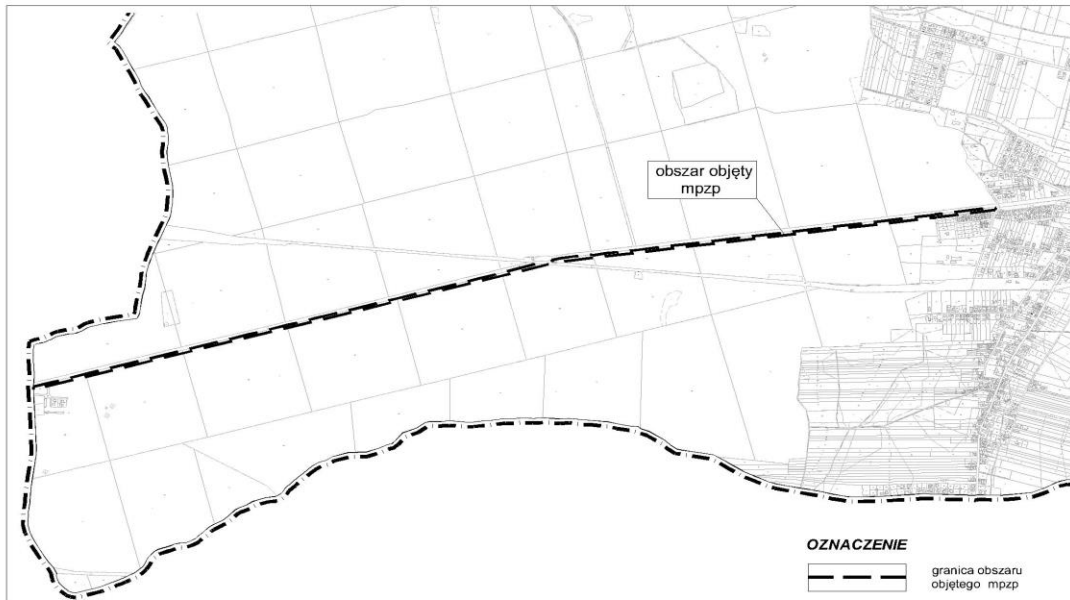 obszar objęty
mpzp
OZNACZENIE
granica obszaru
objętego mpzp